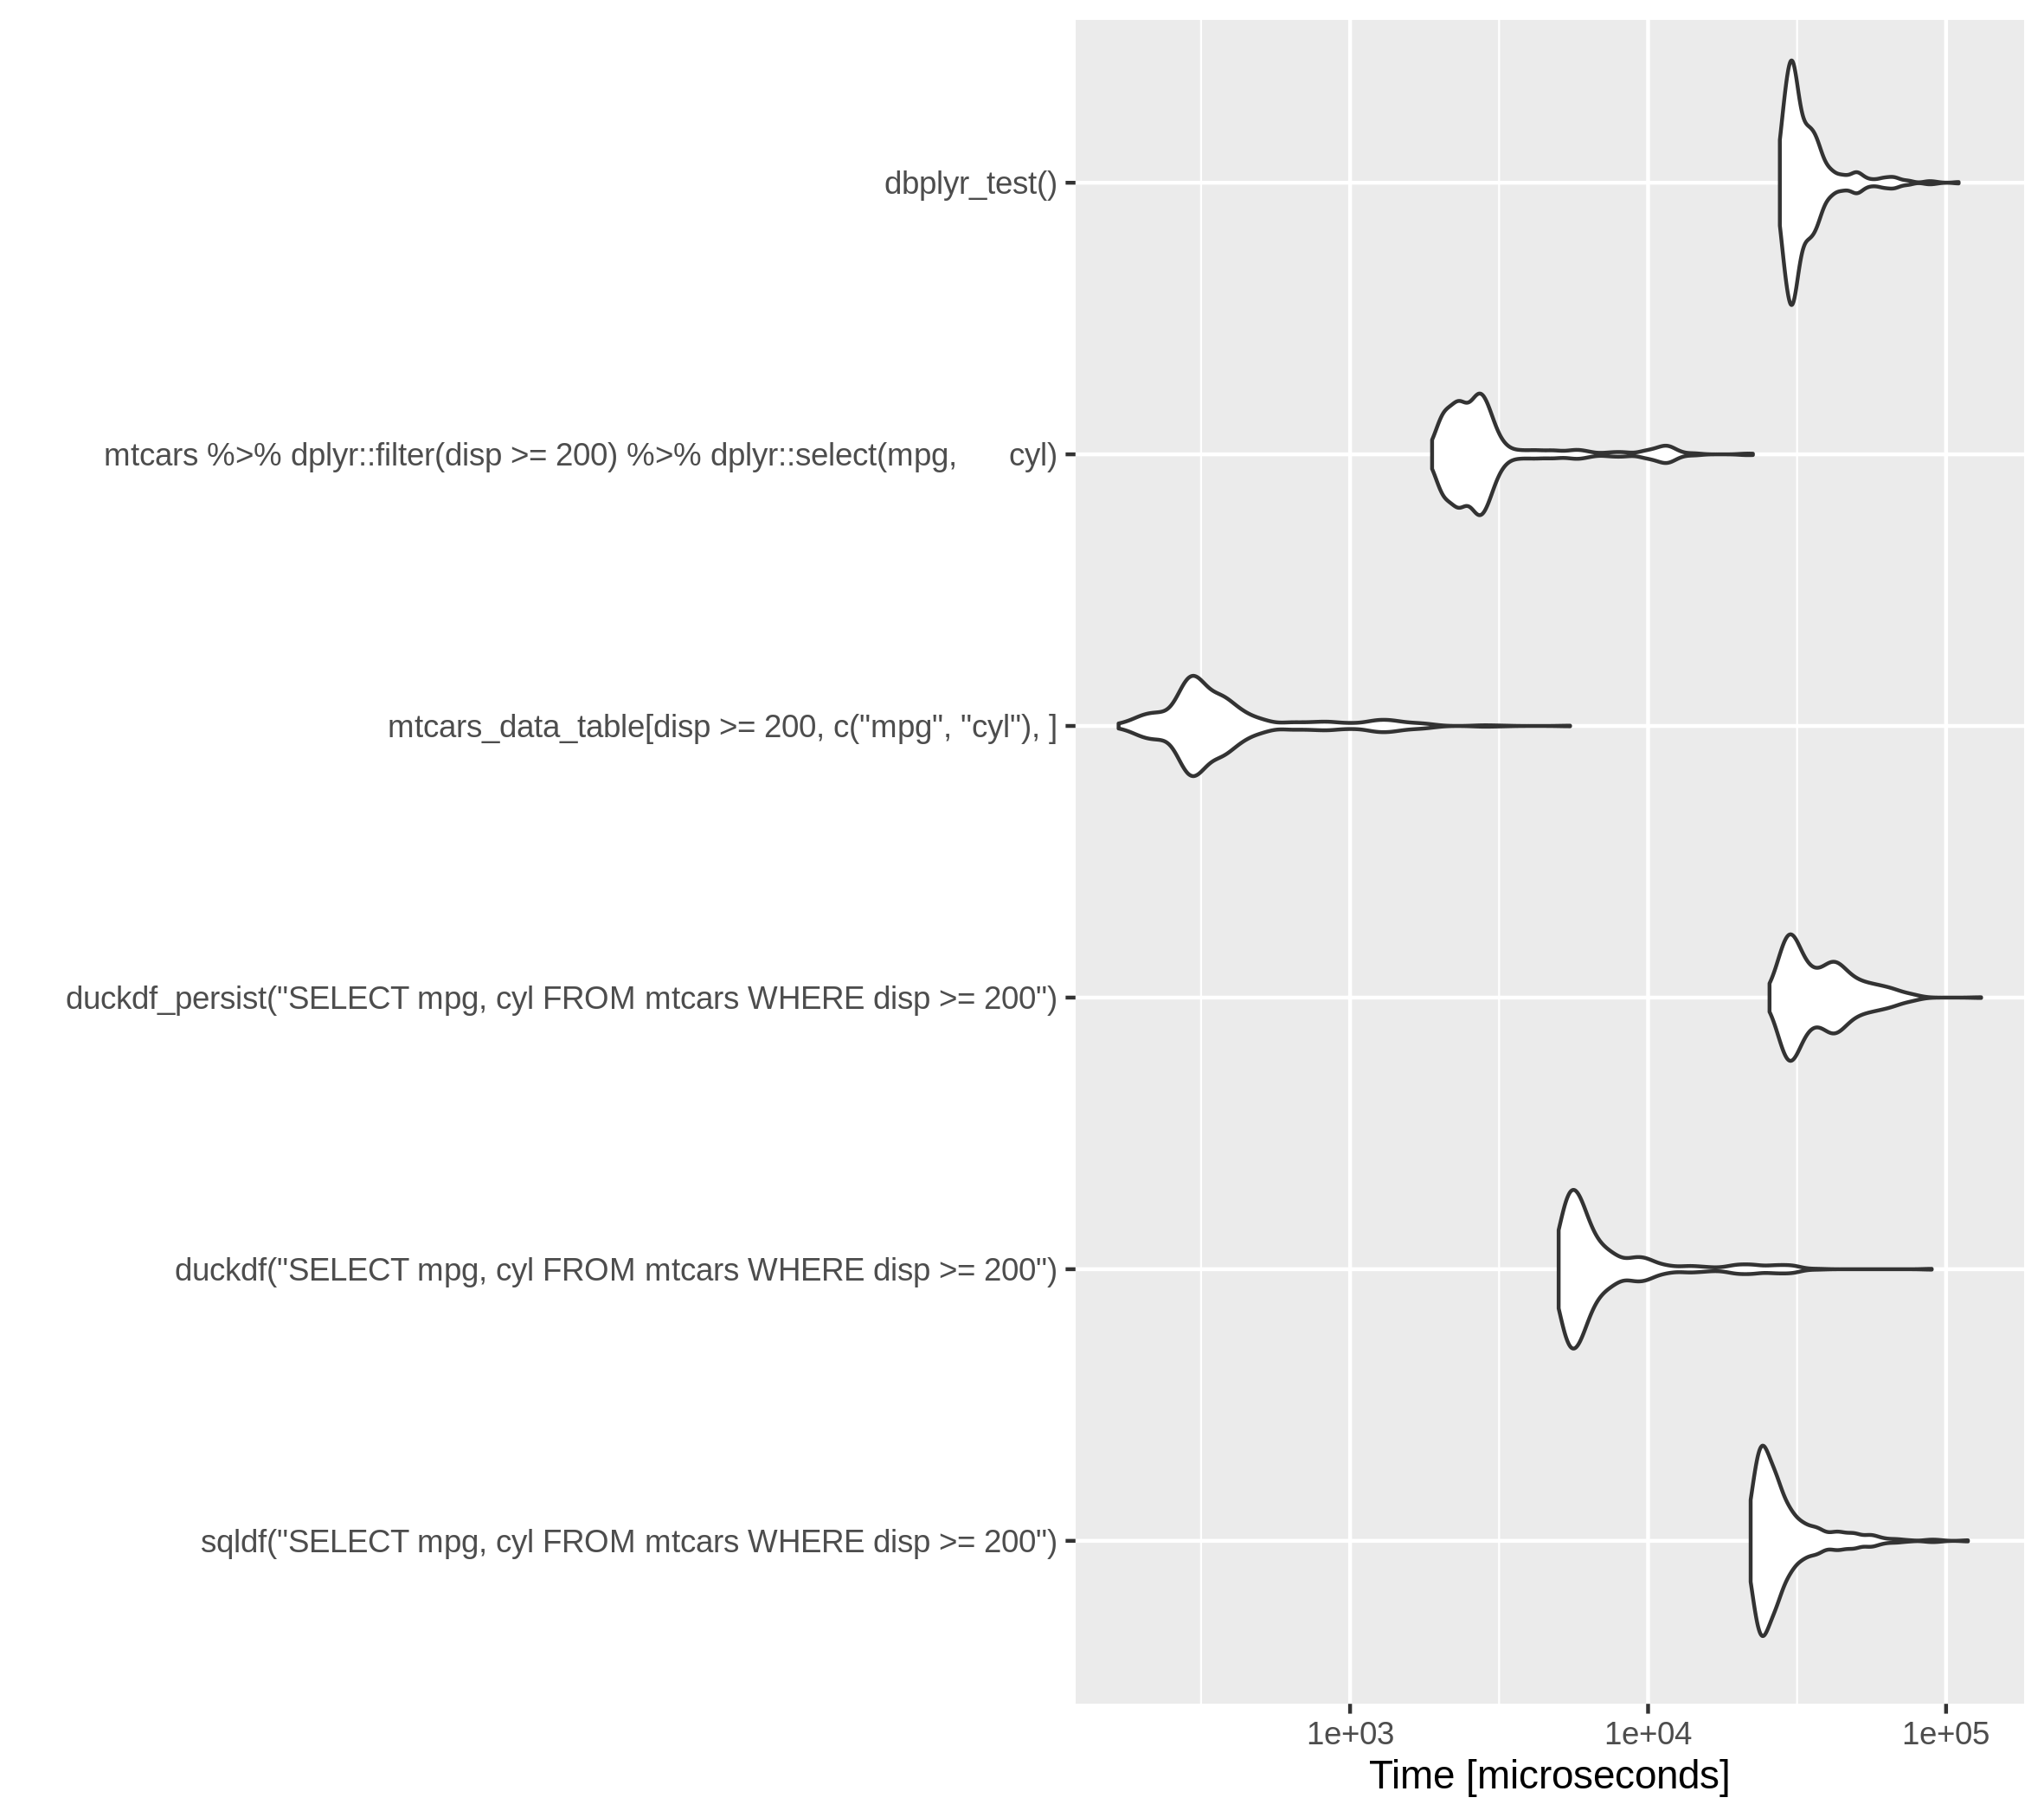 dbplyr_test()
mtcars %>% dplyr::filter(disp >= 200) %>% dplyr::select(mpg,      cyl)
mtcars_data_table[disp >= 200, c("mpg", "cyl"), ]
duckdf_persist("SELECT mpg, cyl FROM mtcars WHERE disp >= 200")
duckdf("SELECT mpg, cyl FROM mtcars WHERE disp >= 200")
sqldf("SELECT mpg, cyl FROM mtcars WHERE disp >= 200")
1e+03 1e+04 1e+05
Time [microseconds]